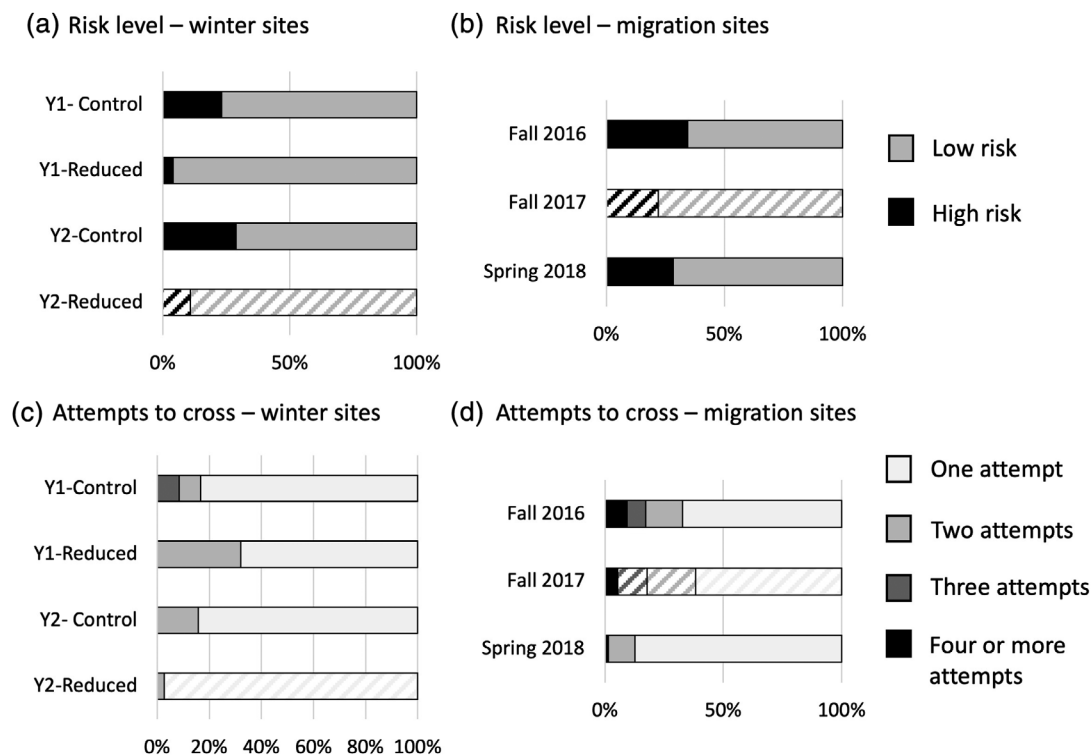 (a) Risk level – winter sites
Y1- Control
Y1-Reduced
Y2-Control
Y2-Reduced
0% 50% 100%
(b) Risk level – migration sites
Fall 2016
Fall 2017
Spring 2018
0% 50% 100%
Low risk
High risk
(c) Attempts to cross – winter sites
Y1-Control
Y1-Reduced
Y2- Control
Y2-Reduced
0% 20% 40% 60% 80% 100%
(d) Attempts to cross – migration sites
Fall 2016
Fall 2017
Spring 2018
0% 50% 100%
One attempt
Two attempts
Three attempts
Four or more
attempts